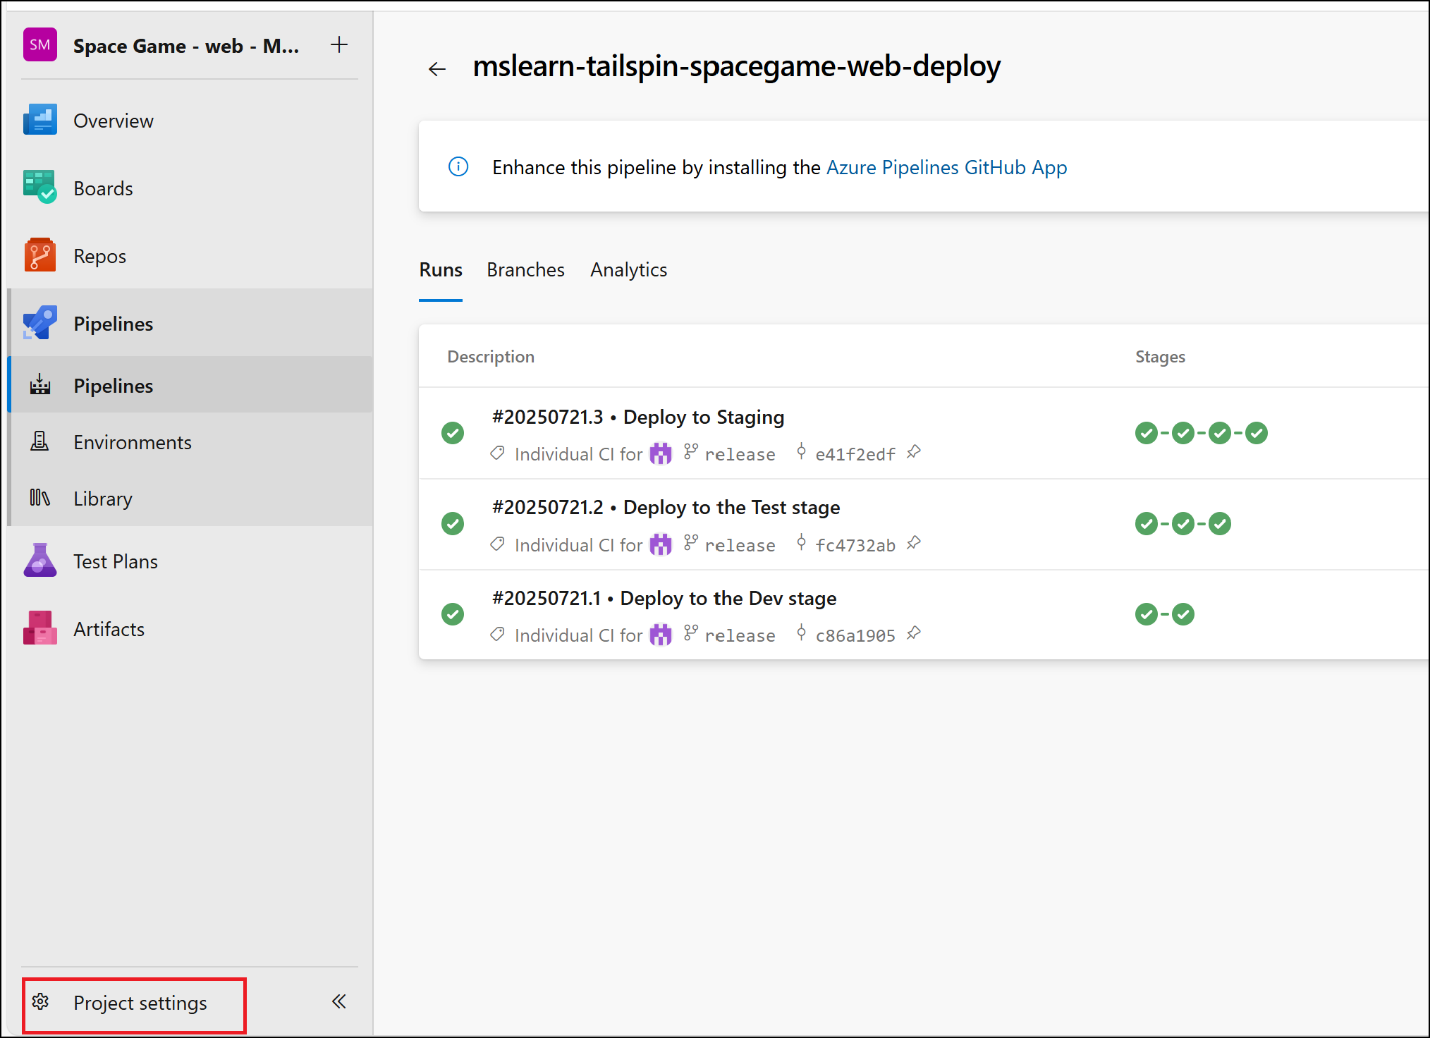 SM Space Game - web - M...
Overview
Boards
Repos
Pipelines
Pipelines
Environments
Library
Test Plans
Artifacts
Project settings
mslearn-tailspin-spacegame-web-deploy
Enhance this pipeline by installing the Azure Pipelines GitHub App
Runs Branches Analytics
Description Stages
#20250721.3 • Deploy to Staging
Individual CI for release e41f2edf
#20250721.2 • Deploy to the Test stage
Individual CI for release fc4732ab
#20250721.1 • Deploy to the Dev stage
Individual CI for release c86a1905